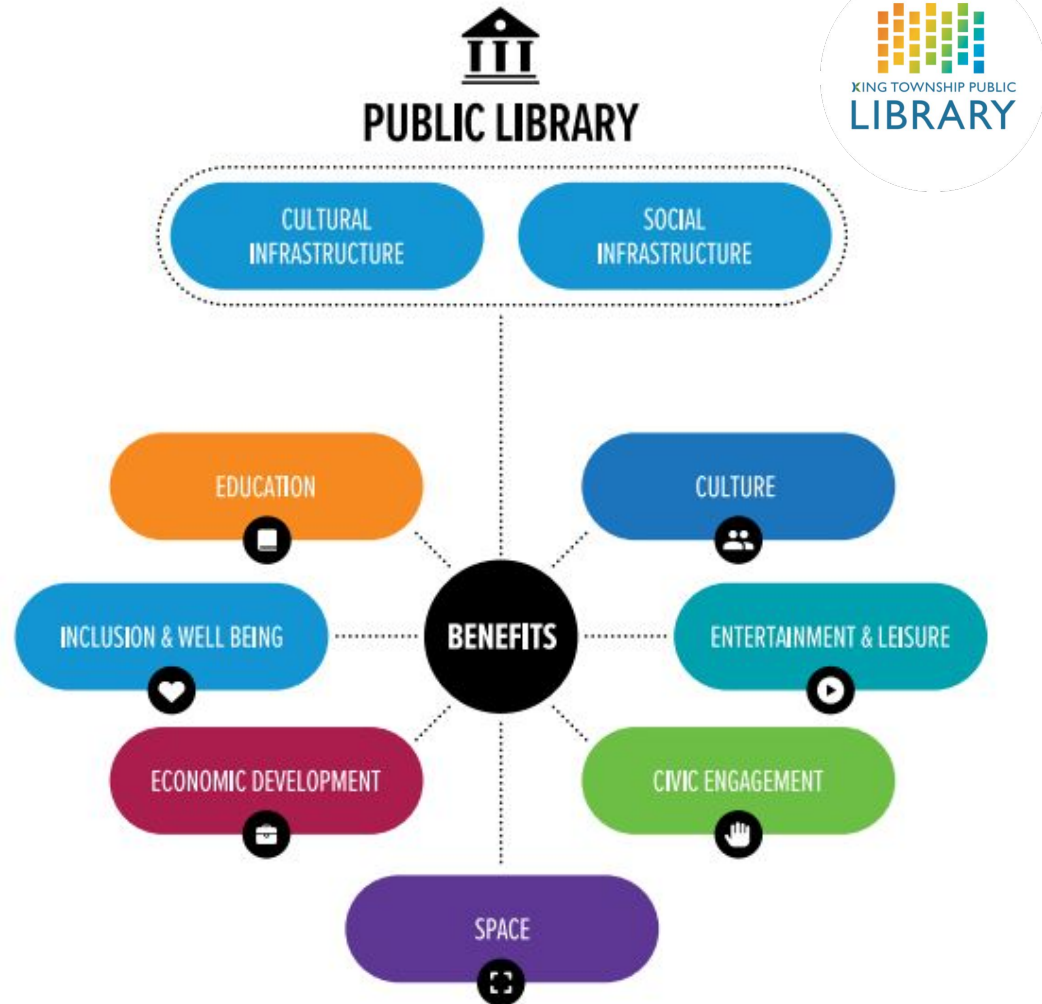 KING TOWNSHIP PUBLIC
LIBRARY
PUBLIC LIBRARY
CULTURAL
INFRASTRUCTURE
SOCIAL
INFRASTRUCTURE
EDUCATION
CULTURE
INCLUSION & WELL BEING
BENEFITS
ENTERTAINMENT & LEISURE
ECONOMIC DEVELOPMENT
CIVIC ENGAGEMENT
SPACE